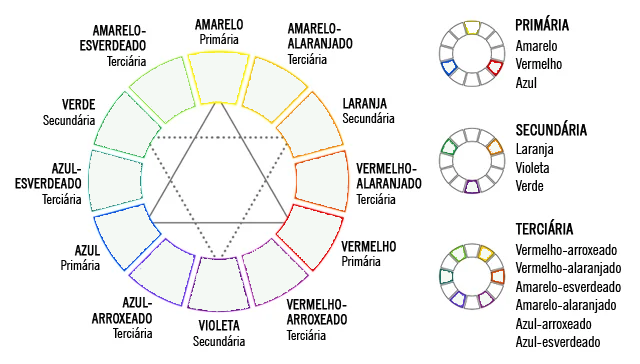 AMARELO
Primária
AMARELO-
ALARANJADO
Terciária
LARANJA
Secundária
VERMELHO-
ALARANJADO
Terciária
VERMELHO
Primária
VERMELHO-
ARROXEADO
Terciária
VIOLETA
Secundária
AZUL-
ARROXEADO
Terciária
AZUL
Primária
AZUL-
ESVERDEADO
Terciária
VERDE
Secundária
AMARELO-
ESVERDEADO
Terciária
PRIMÁRIA
Amarelo
Vermelho
Azul
SECUNDÁRIA
Laranja
Violeta
Verde
TERCIÁRIA
Vermelho-arroxeado
Vermelho-alaranjado
Amarelo-esverdeado
Amarelo-alaranjado
Azul-arroxeado
Azul-esverdeado